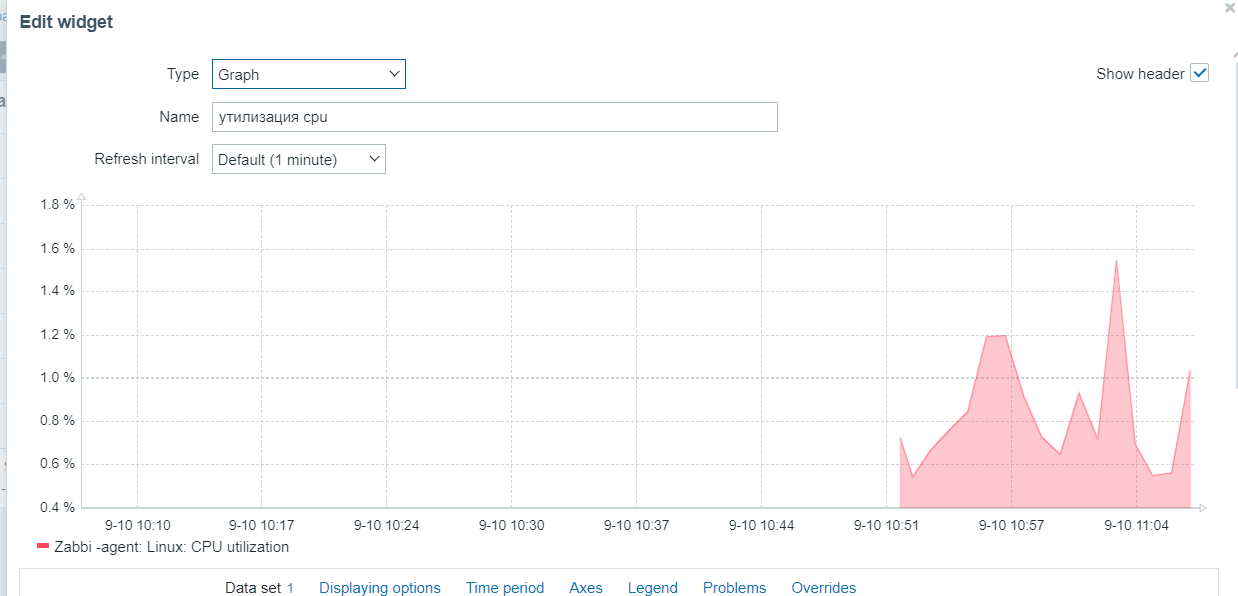 Edit widget
Type Graph Show header
Name утилизация cpu
Refresh interval Default (1 minute)
1.8 %
1.6 %
1.4 %
1.2 %
1.0 %
0.8 %
0.6 %
0.4 %
9-10 10:10 9-10 10:17 9-10 10:24 9-10 10:30 9-10 10:37 9-10 10:44 9-10 10:51 9-10 10:57 9-10 11:04
Zabbi -agent: Linux: CPU utilization
Data set 1 Displaying options Time period Axes Legend Problems Overrides